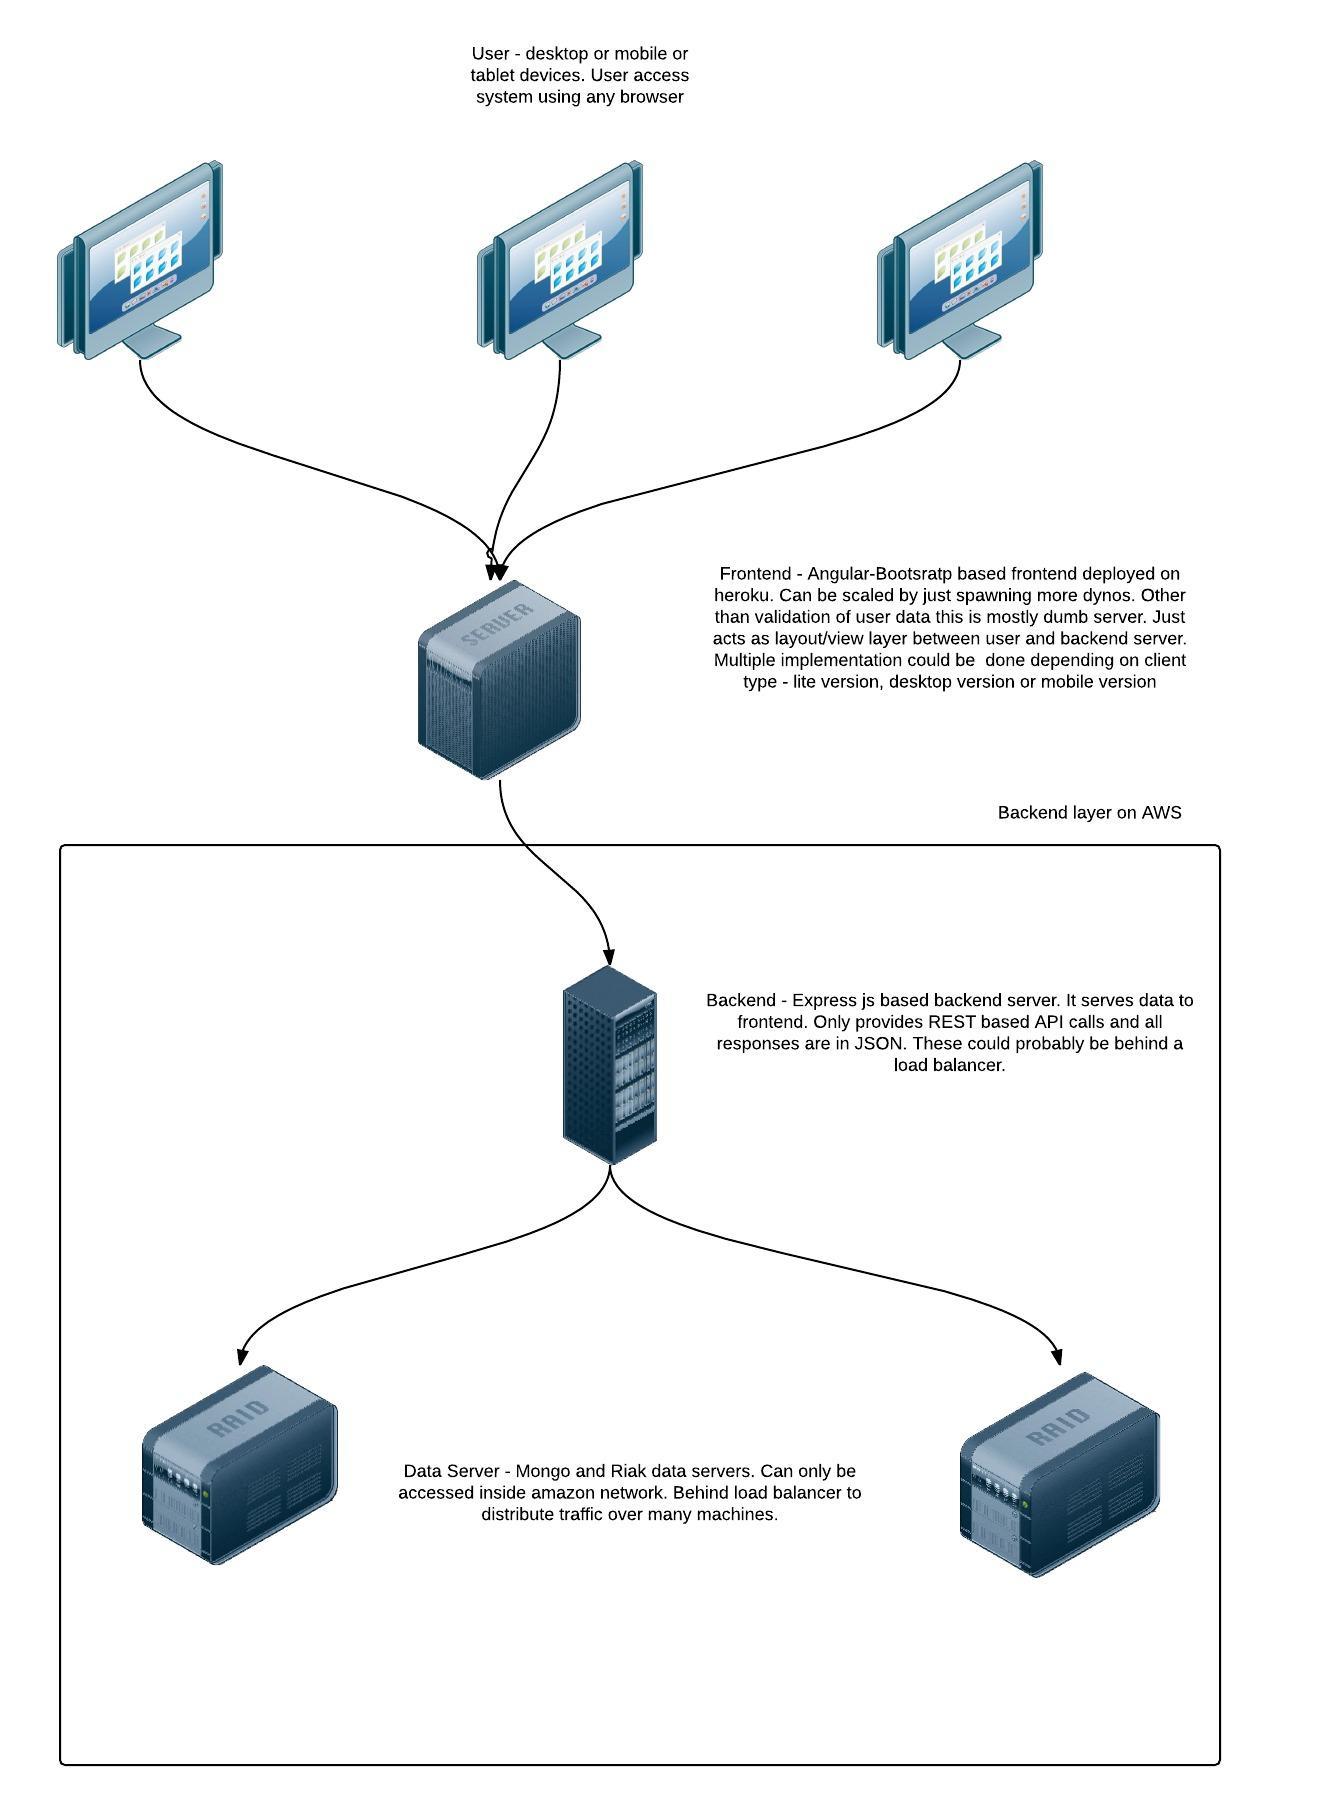 User - desktop or mobile or
tablet devices. User access
system using any browser
SERVER
Frontend - Angular-Bootsratp based frontend deployed on
heroku. Can be scaled by just spawning more dynos. Other
than validation of user data this is mostly dumb server. Just
acts as layout/view layer between user and backend server.
Multiple implementation could be  done depending on client
type - lite version, desktop version or mobile version
Backend layer on AWS
Backend - Express js based backend server. It serves data to
frontend. Only provides REST based API calls and all
responses are in JSON. These could probably be behind a
load balancer.
RAID
RAID
Data Server - Mongo and Riak data servers. Can only be
accessed inside amazon network. Behind load balancer to
distribute traffic over many machines.